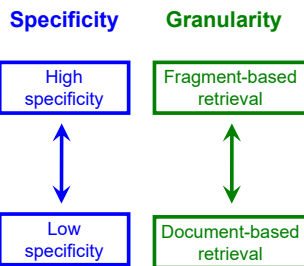 Specificity
Granularity
High
specificity
Fragment-based
retrieval
Low
specificity
Document-based
retrieval